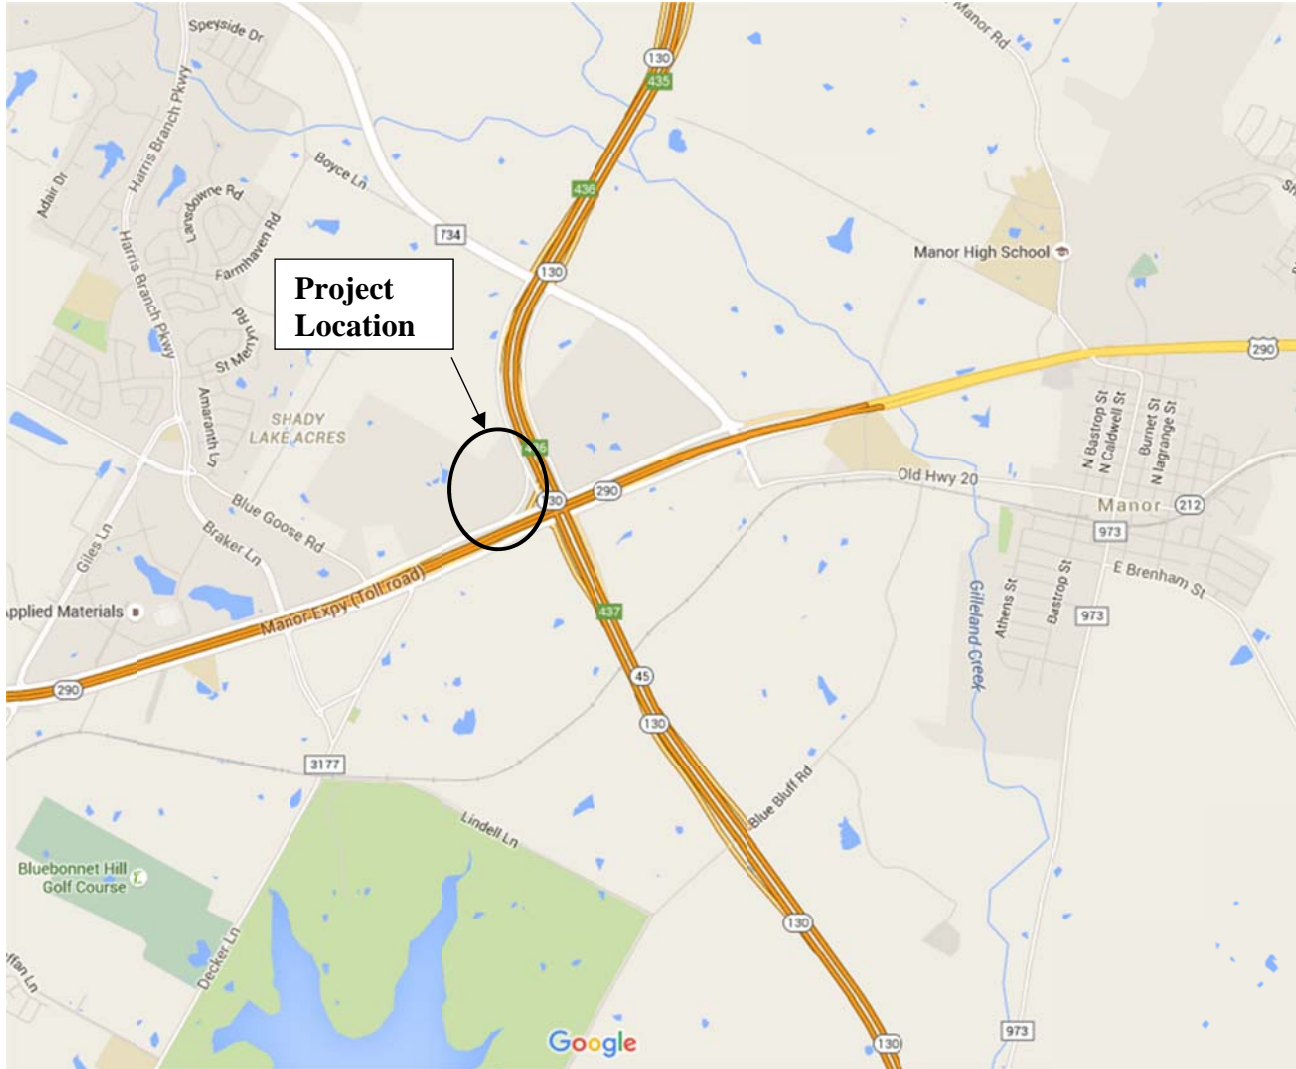 Speyside Dr
Manor Rd
130
435
Harris Branch Pkwy
Boyce Ln
Adair Dr
Lansdowne Rd
436
734
Farmhaven Rd
Manor High School
Harris Branch Pkwy
130
Project
Location
St Merryn Rd
290
Amaranth Ln
SHADY
LAKE ACRES
N Bastrop St
N Caldwell St
Burnet St
N lagrange St
290
Old Hwy 20
Manor
212
Blue Goose Rd
Braker Ln
Giles Ln
973
E Brenham St
Manor Expy (Toll road)
Applied Materials
437
Athens St
Bastrop St
973
Gilleland Creek
45
290
130
3177
Blue Bluff Rd
Lindell Ln
Bluebonnet Hill
Golf Course
130
Decker Ln
ffan Ln
Google
973
130